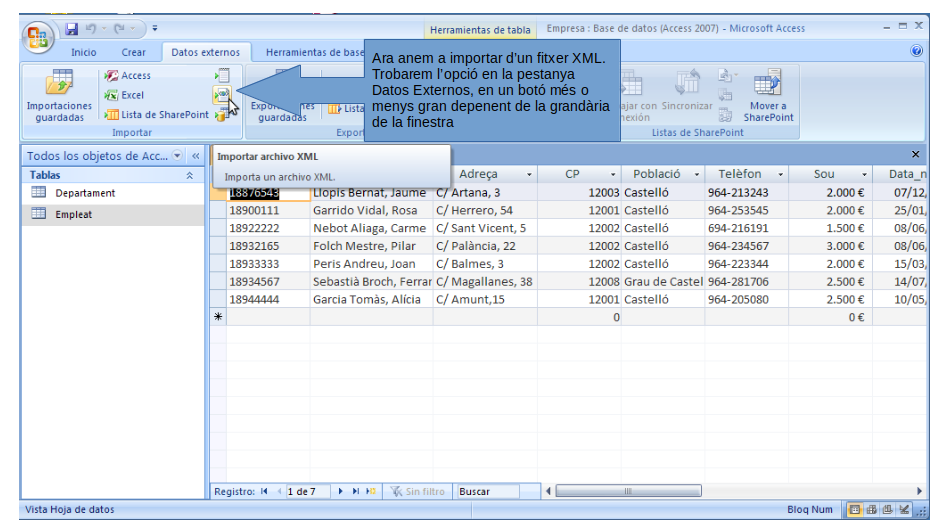 Herramientas de tabla
Empresa : Base de datos (Access 2007) - Microsoft Access
Inicio Crear Datos externos Herramientas de base
Ara anem a importar d'un fitxer XML.
Trobarem l'opció en la pestanya
Datos Externos, en un botó més o
menys gran depenent de la grandària
de la finestra
Importaciones
guardadas
Access
Excel
Lista de SharePoint
Importar
guardadas
Lista
Sincronizar
Mover a
SharePoint
Listas de SharePoint
Todos los objetos de Acc...
Tablas
Departament
Empleat
Importar archivo XML
Importa un archivo XML.
Adreça CP Població Telèfon Sou Data_n
18876543 Llopis Bernat, Jaume C/ Artana, 3 12003 Castelló 964-213243 2.000 € 07/12,
18900111 Garrido Vidal, Rosa C/ Herrero, 54 12001 Castelló 964-253545 2.000 € 25/01,
18922222 Nebot Aliaga, Carme C/ Sant Vicent, 5 12002 Castelló 694-216191 1.500 € 08/06,
18932165 Folch Mestre, Pilar C/ Palància, 22 12002 Castelló 964-234567 3.000 € 08/06,
18933333 Peris Andreu, Joan C/ Balmes, 3 12002 Castelló 964-223344 2.000 € 15/03,
18934567 Sebastià Broch, Ferrar C/ Magallanes, 38 12008 Grau de Castel 964-281706 2.500 € 14/07,
18944444 Garcia Tomàs, Alícia C/ Amunt,15 12001 Castelló 964-205080 2.500 € 10/05,
0 0 €
Registro: 1 de 7 Sin filtro Buscar
Vista Hoja de datos
Bloq Num